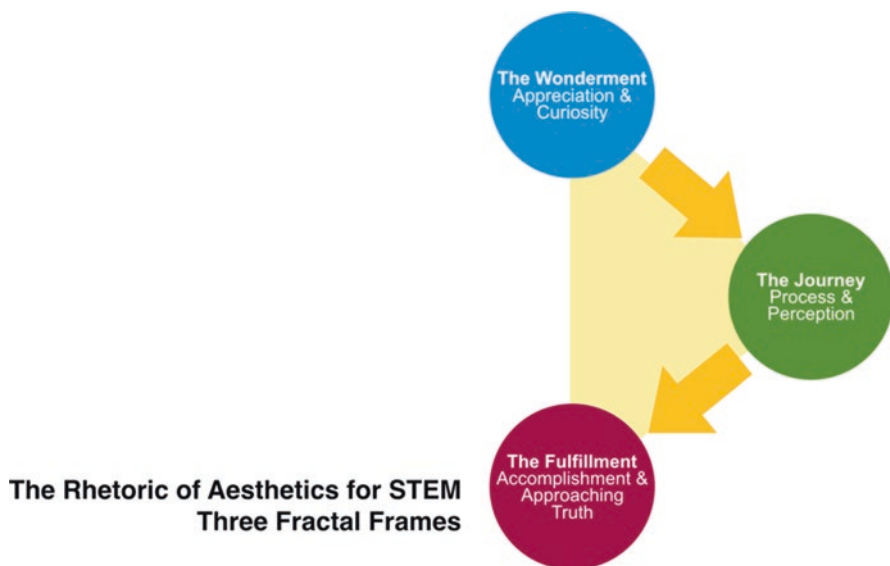 The Wonderment
Appreciation &
Curiosity
The Journey
Process &
Perception
The Fulfillment
Accomplishment &
Approaching
Truth
The Rhetoric of Aesthetics for STEM
Three Fractal Frames